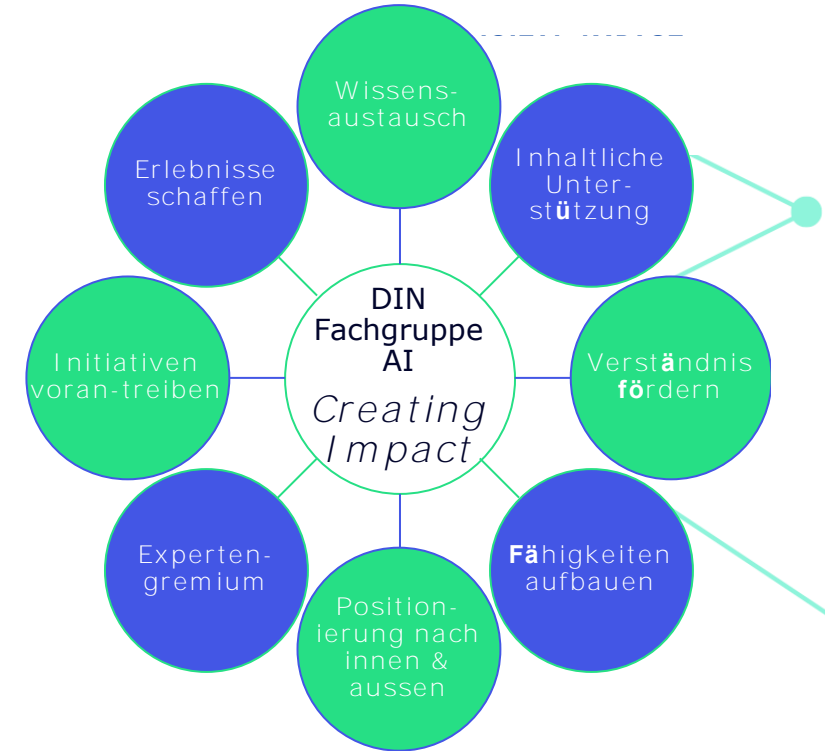 Wissens-
austausch
Inhaltliche
Unter-
stützung
Verständnis
fördern
Fähigkeiten
aufbauen
Position-
ierung nach
innen &
aussen
Experten-
gremium
Initiativen
voran-treiben
Erlebnisse
schaffen
DIN
Fachgruppe
AI
Creating
Impact